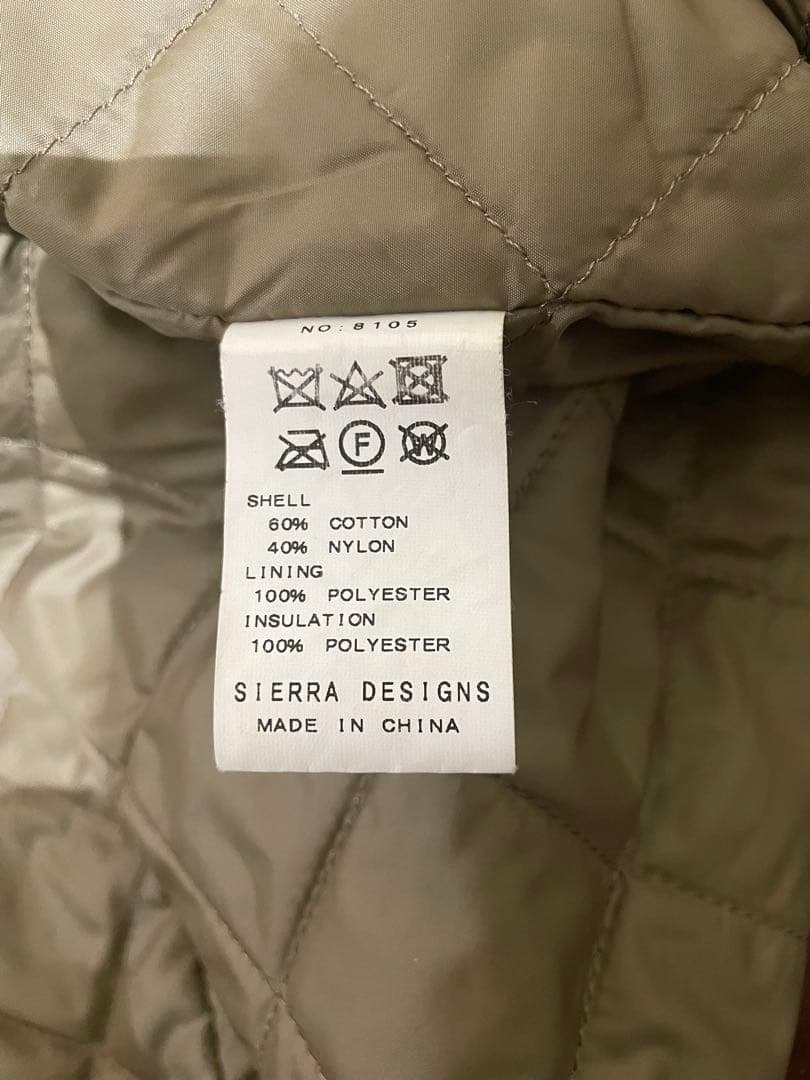 NO: 8105
F W
SHELL
60% COTTON
40% NYLON
LINING
100% POLYESTER
INSULATION
100% POLYESTER
SIERRA DESIGNS
MADE IN CHINA